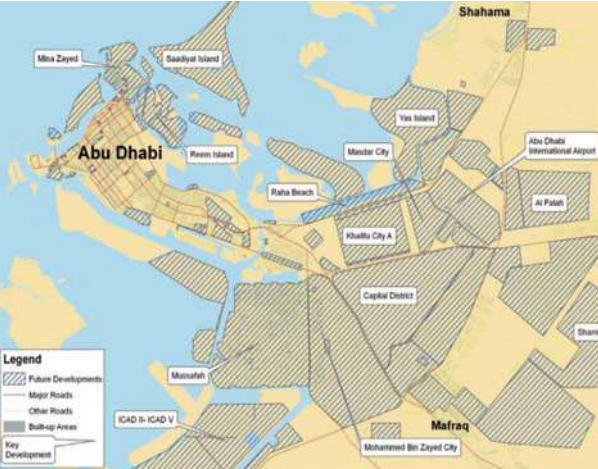 Shahama
Mina Zayed
Saadiyat Island
Yas Island
Abu Dhabi
International Airport
Masdar City
Abu Dhabi
Reem Island
Raha Beach
Al Falah
Khalifa City A
Capital District
Legend
Future Developments
Major Roads
Other Roads
Built-up Areas
Key
Development
Mussafah
ICAD II- ICAD V
Mafraq
Mohammed Bin Zayed City